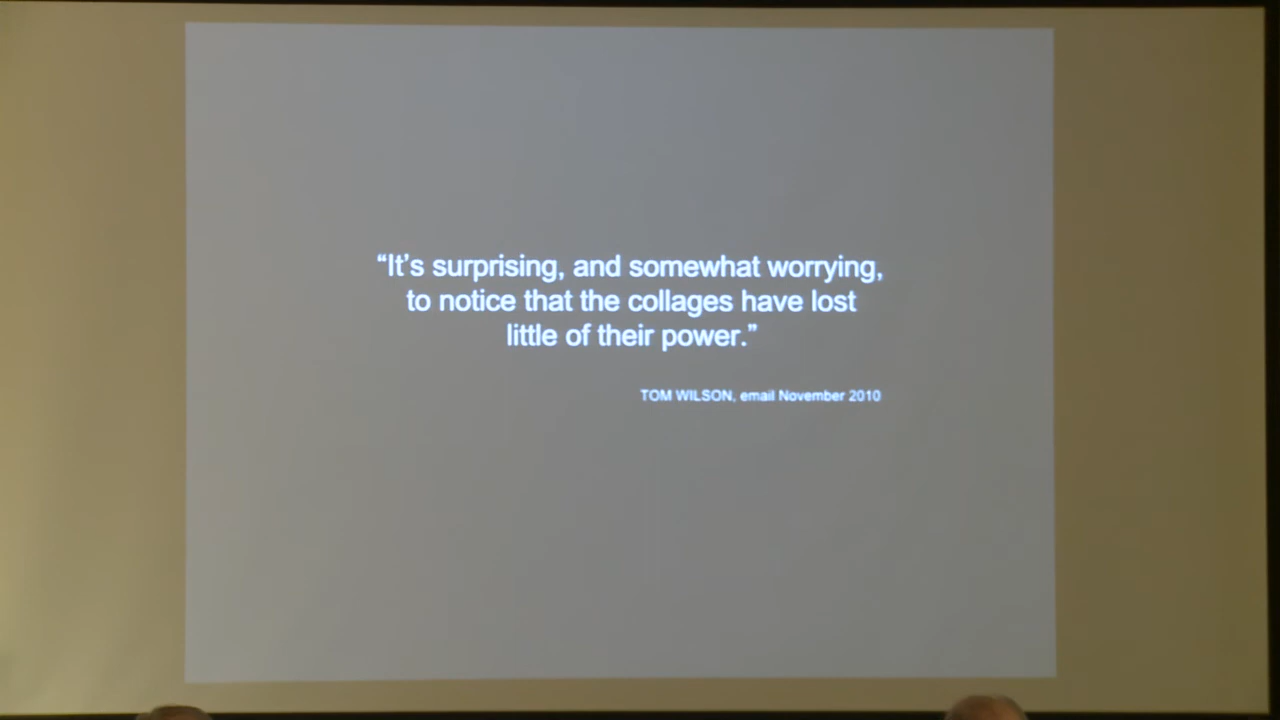 “It’s surprising, and somewhat worrying,
to notice that the collages have lost
little of their power.”
TOM WILSON, email November 2010